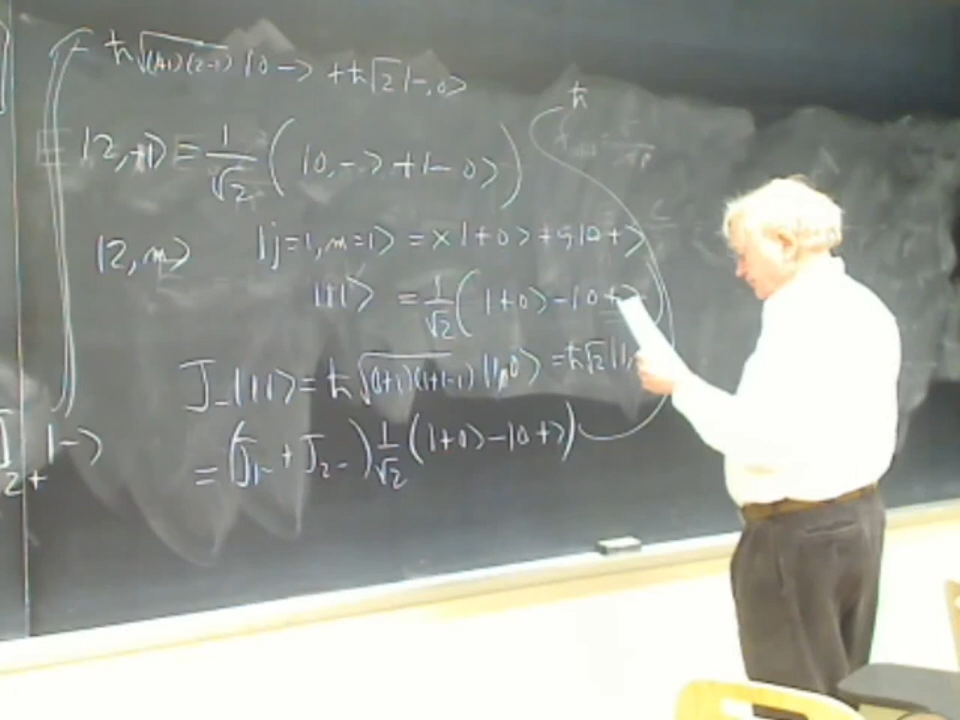 ħ√(1+1)(2-1) |0 -> + ħ√2 |-,0>
|2,-1> = 1/√2 ( |0,-> + |- 0> )
ħ
|2,m> |j=1,m=1> = x|+0> + y|0+>
|11> = 1/√2 ( |+0> - |0+> )
J_-|11> = ħ√(1+1)(1+1-1) |1,0> = ħ√2 |1,
= (J_1- + J_2-) 1/√2 ( |+0> - |0+> )
J_2+ |->